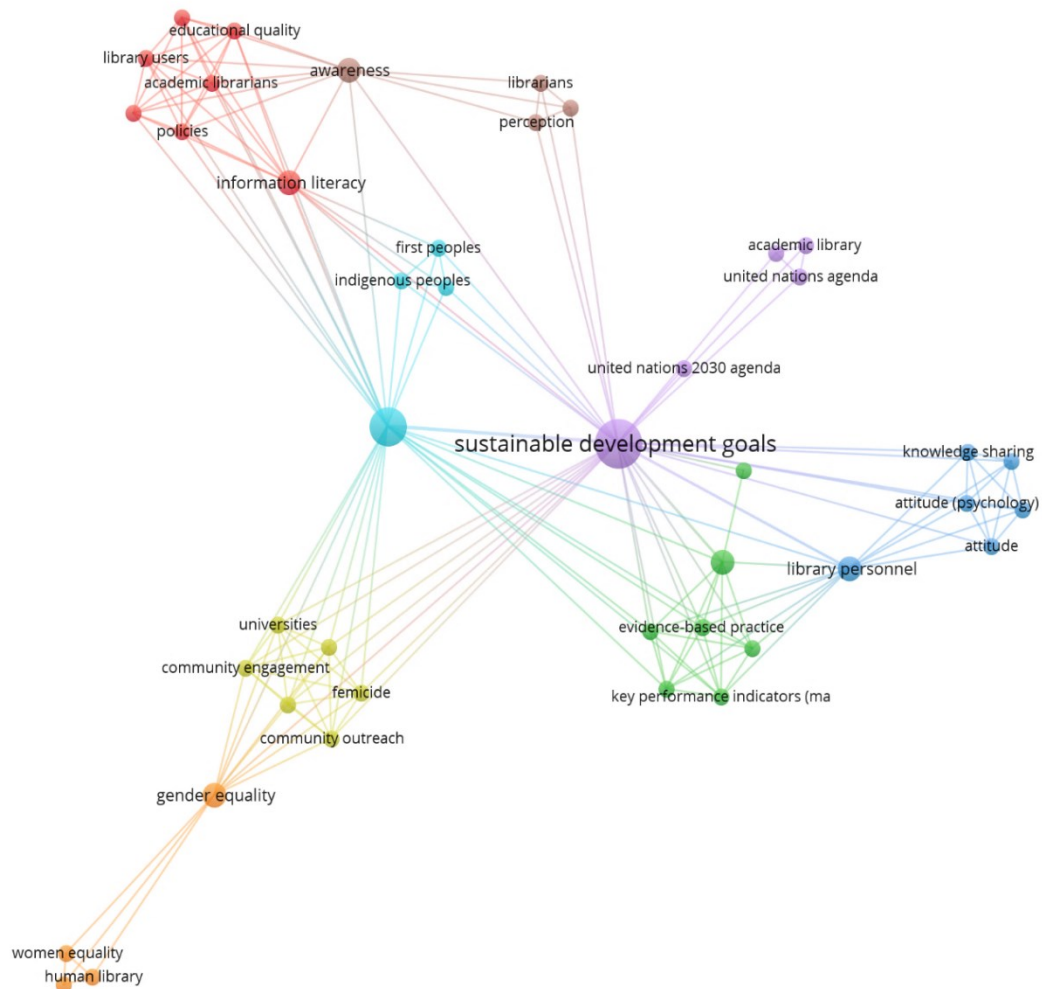 educational quality
library users
awareness
academic librarians
librarians
perception
policies
information literacy
first peoples
academic library
indigenous peoples
united nations agenda
united nations 2030 agenda
sustainable development goals
knowledge sharing
attitude (psychology)
attitude
library personnel
universities
evidence-based practice
community engagement
femicide
key performance indicators (ma
community outreach
gender equality
women equality
human library